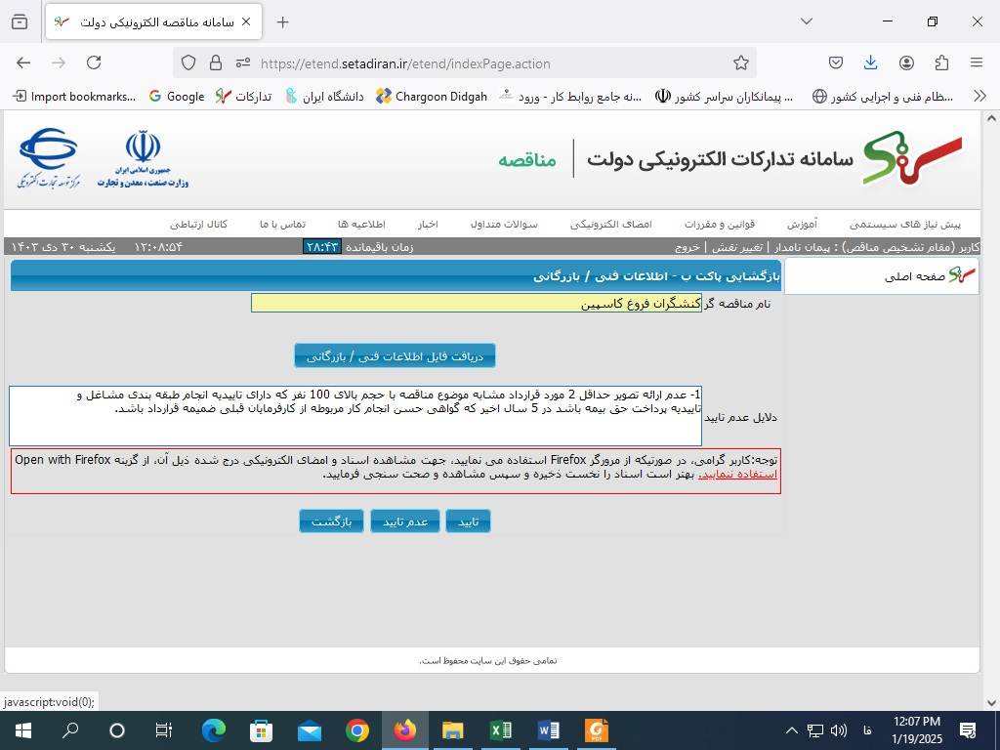 سامانه مناقصه الکترونیکی دولت
https://etend.setadiran.ir/etend/indexPage.action
Import bookmarks...
Google
تدارکات
دانشگاه ایران
Chargoon Didgah
نه جامع روابط کار - ورود...
پیمانکاران سراسر کشور ...
نظام فنی و اجرایی کشور...
سامانه تدارکات الکترونیکی دولت
مناقصه
جمهوری اسلامی ایران
وزارت صنعت، معدن و تجارت
مرکز توسعه تجارت الکترونیکی
پیش نیاز های سیستمی
آموزش
قوانین و مقررات
امضای الکترونیکی
سوالات متداول
اخبار
اطلاعیه ها
تماس با ما
کانال ارتباطی
کاربر (مقام تشخیص مناقص) : پیمان نامدار | تغییر نقش | خروج
زمان باقیمانده ۲۸:۴۳
۱۲:۰۸:۵۴
یکشنبه ۳۰ دی ۱۴۰۳
صفحه اصلی
بازگشایی پاکت ب - اطلاعات فنی / بازرگانی
نام مناقصه گر
کنشگران فروغ کاسپین
دریافت فایل اطلاعات فنی / بازرگانی
دلایل عدم تایید
1- عدم ارائه تصویر حداقل 2 مورد قرارداد مشابه موضوع مناقصه با حجم بالای 100 نفر که دارای تاییدیه انجام طبقه بندی مشاغل و
تاییدیه پرداخت حق بیمه باشد در 5 سال اخیر که گواهی حسن انجام کار مربوطه از کارفرمایان قبلی ضمیمه قرارداد باشد.
توجه:کاربر گرامی، در صورتیکه از مرورگر Firefox استفاده می نمایید، جهت مشاهده اسناد و امضای الکترونیکی درج شده ذیل آن، از گزینه Open with Firefox
استفاده ننمایید. بهتر است اسناد را نخست ذخیره و سپس مشاهده و صحت سنجی فرمایید.
تایید
عدم تایید
بازگشت
تمامی حقوق این سایت محفوظ است.
javascript:void(0);
فا
12:07 PM
1/19/2025